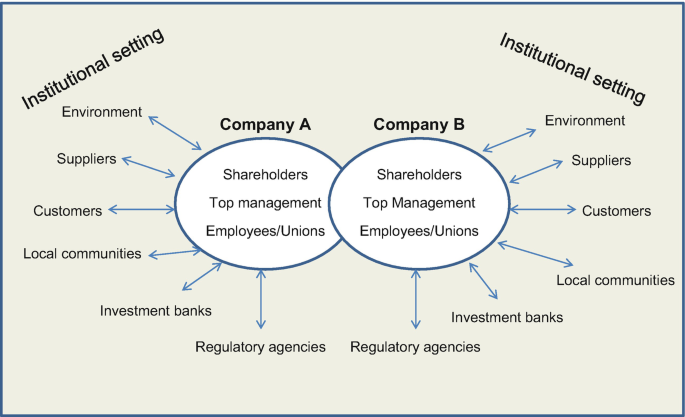 Institutional setting
Institutional setting
Environment
Company A
Company B
Environment
Suppliers
Shareholders
Shareholders
Suppliers
Top management
Top Management
Customers
Customers
Employees/Unions
Employees/Unions
Local communities
Local communities
Investment banks
Investment banks
Regulatory agencies
Regulatory agencies